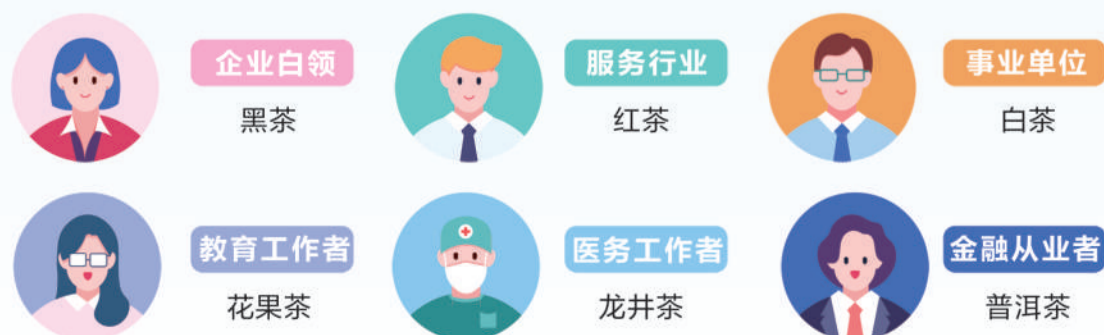 企业白领
黑茶
服务行业
红茶
事业单位
白茶
教育工作者
花果茶
医务工作者
龙井茶
金融从业者
普洱茶